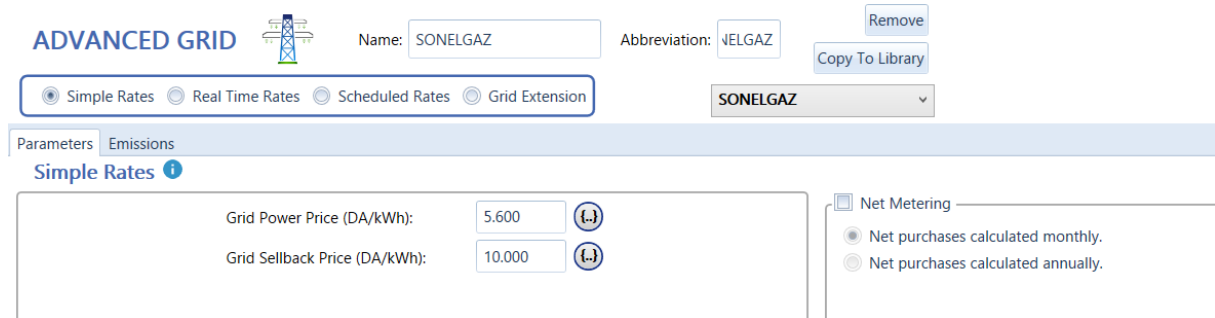 Remove
ADVANCED GRID Name: SONELGAZ Abbreviation: NELGAZ
Copy To Library
Simple Rates Real Time Rates Scheduled Rates Grid Extension SONELGAZ
Parameters Emissions
Simple Rates i
Grid Power Price (DA/kWh): 5.600 {..} Net Metering
Net purchases calculated monthly.
Grid Sellback Price (DA/kWh): 10.000 {..}
Net purchases calculated annually.